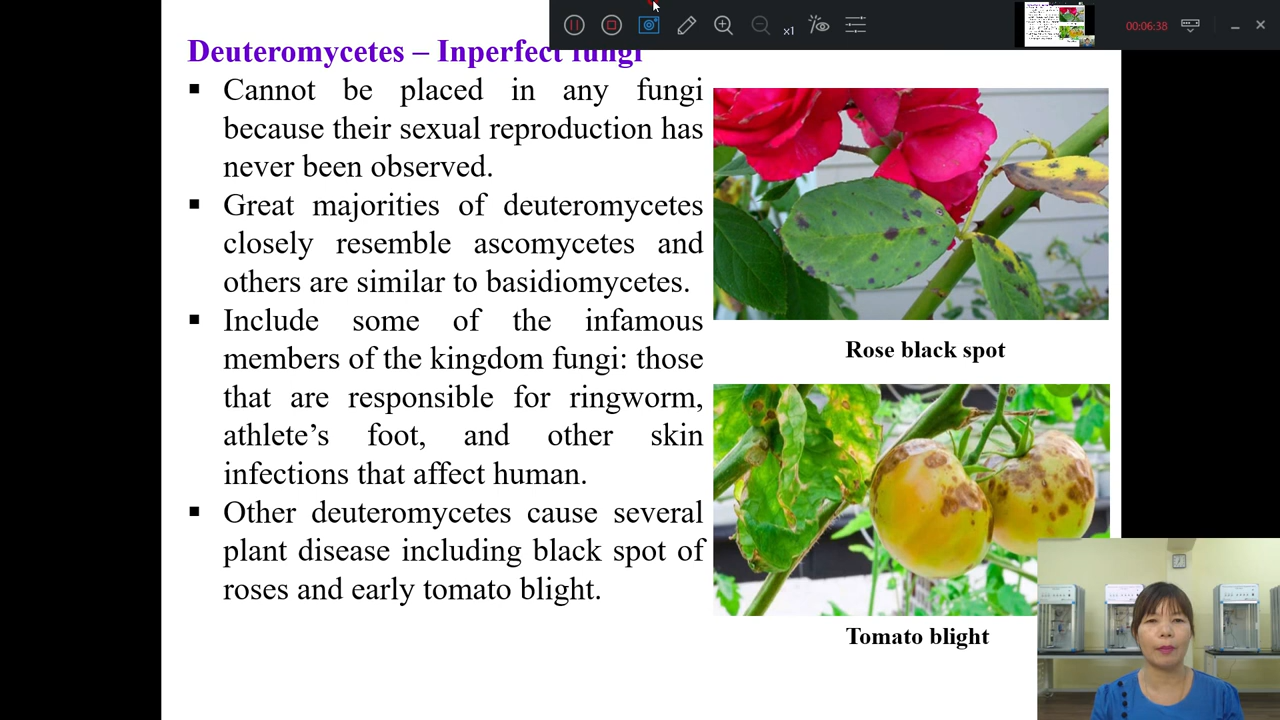 x1
00:06:38
Deuteromycetes – Inperfect fungi
▪ Cannot be placed in any fungi
because their sexual reproduction has
never been observed.
▪ Great majorities of deuteromycetes
closely resemble ascomycetes and
others are similar to basidiomycetes.
▪ Include some of the infamous
members of the kingdom fungi: those
that are responsible for ringworm,
athlete’s foot, and other skin
infections that affect human.
▪ Other deuteromycetes cause several
plant disease including black spot of
roses and early tomato blight.
Rose black spot
Tomato blight